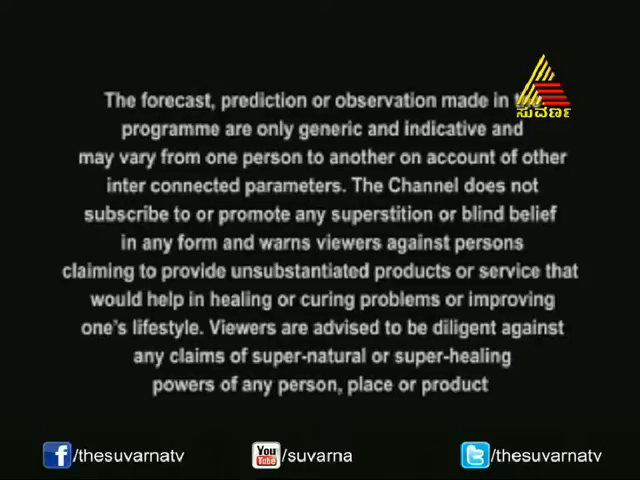 The forecast, prediction or observation made in
ಸುವರ್ಣ
programme are only generic and indicative and
may vary from one person to another on account of other
inter connected parameters. The Channel does not
subscribe to or promote any superstition or blind belief
in any form and warns viewers against persons
claiming to provide unsubstantiated products or service that
would help in healing or curing problems or improving
one's lifestyle. Viewers are advised to be diligent against
any claims of super-natural or super-healing
powers of any person, place or product
f /thesuvarnatv
You Tube /suvarna
/thesuvarnatv